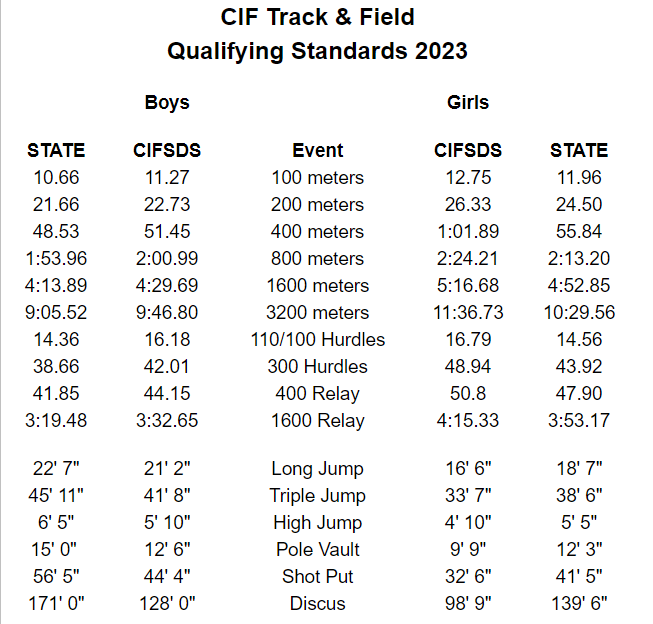 CIF Track & Field
Qualifying Standards 2023
Boys Girls
STATE CIFSDS Event CIFSDS STATE
10.66 11.27 100 meters 12.75 11.96
21.66 22.73 200 meters 26.33 24.50
48.53 51.45 400 meters 1:01.89 55.84
1:53.96 2:00.99 800 meters 2:24.21 2:13.20
4:13.89 4:29.69 1600 meters 5:16.68 4:52.85
9:05.52 9:46.80 3200 meters 11:36.73 10:29.56
14.36 16.18 110/100 Hurdles 16.79 14.56
38.66 42.01 300 Hurdles 48.94 43.92
41.85 44.15 400 Relay 50.8 47.90
3:19.48 3:32.65 1600 Relay 4:15.33 3:53.17
22' 7" 21' 2" Long Jump 16' 6" 18' 7"
45' 11" 41' 8" Triple Jump 33' 7" 38' 6"
6' 5" 5' 10" High Jump 4' 10" 5' 5"
15' 0" 12' 6" Pole Vault 9' 9" 12' 3"
56' 5" 44' 4" Shot Put 32' 6" 41' 5"
171' 0" 128' 0" Discus 98' 9" 139' 6"